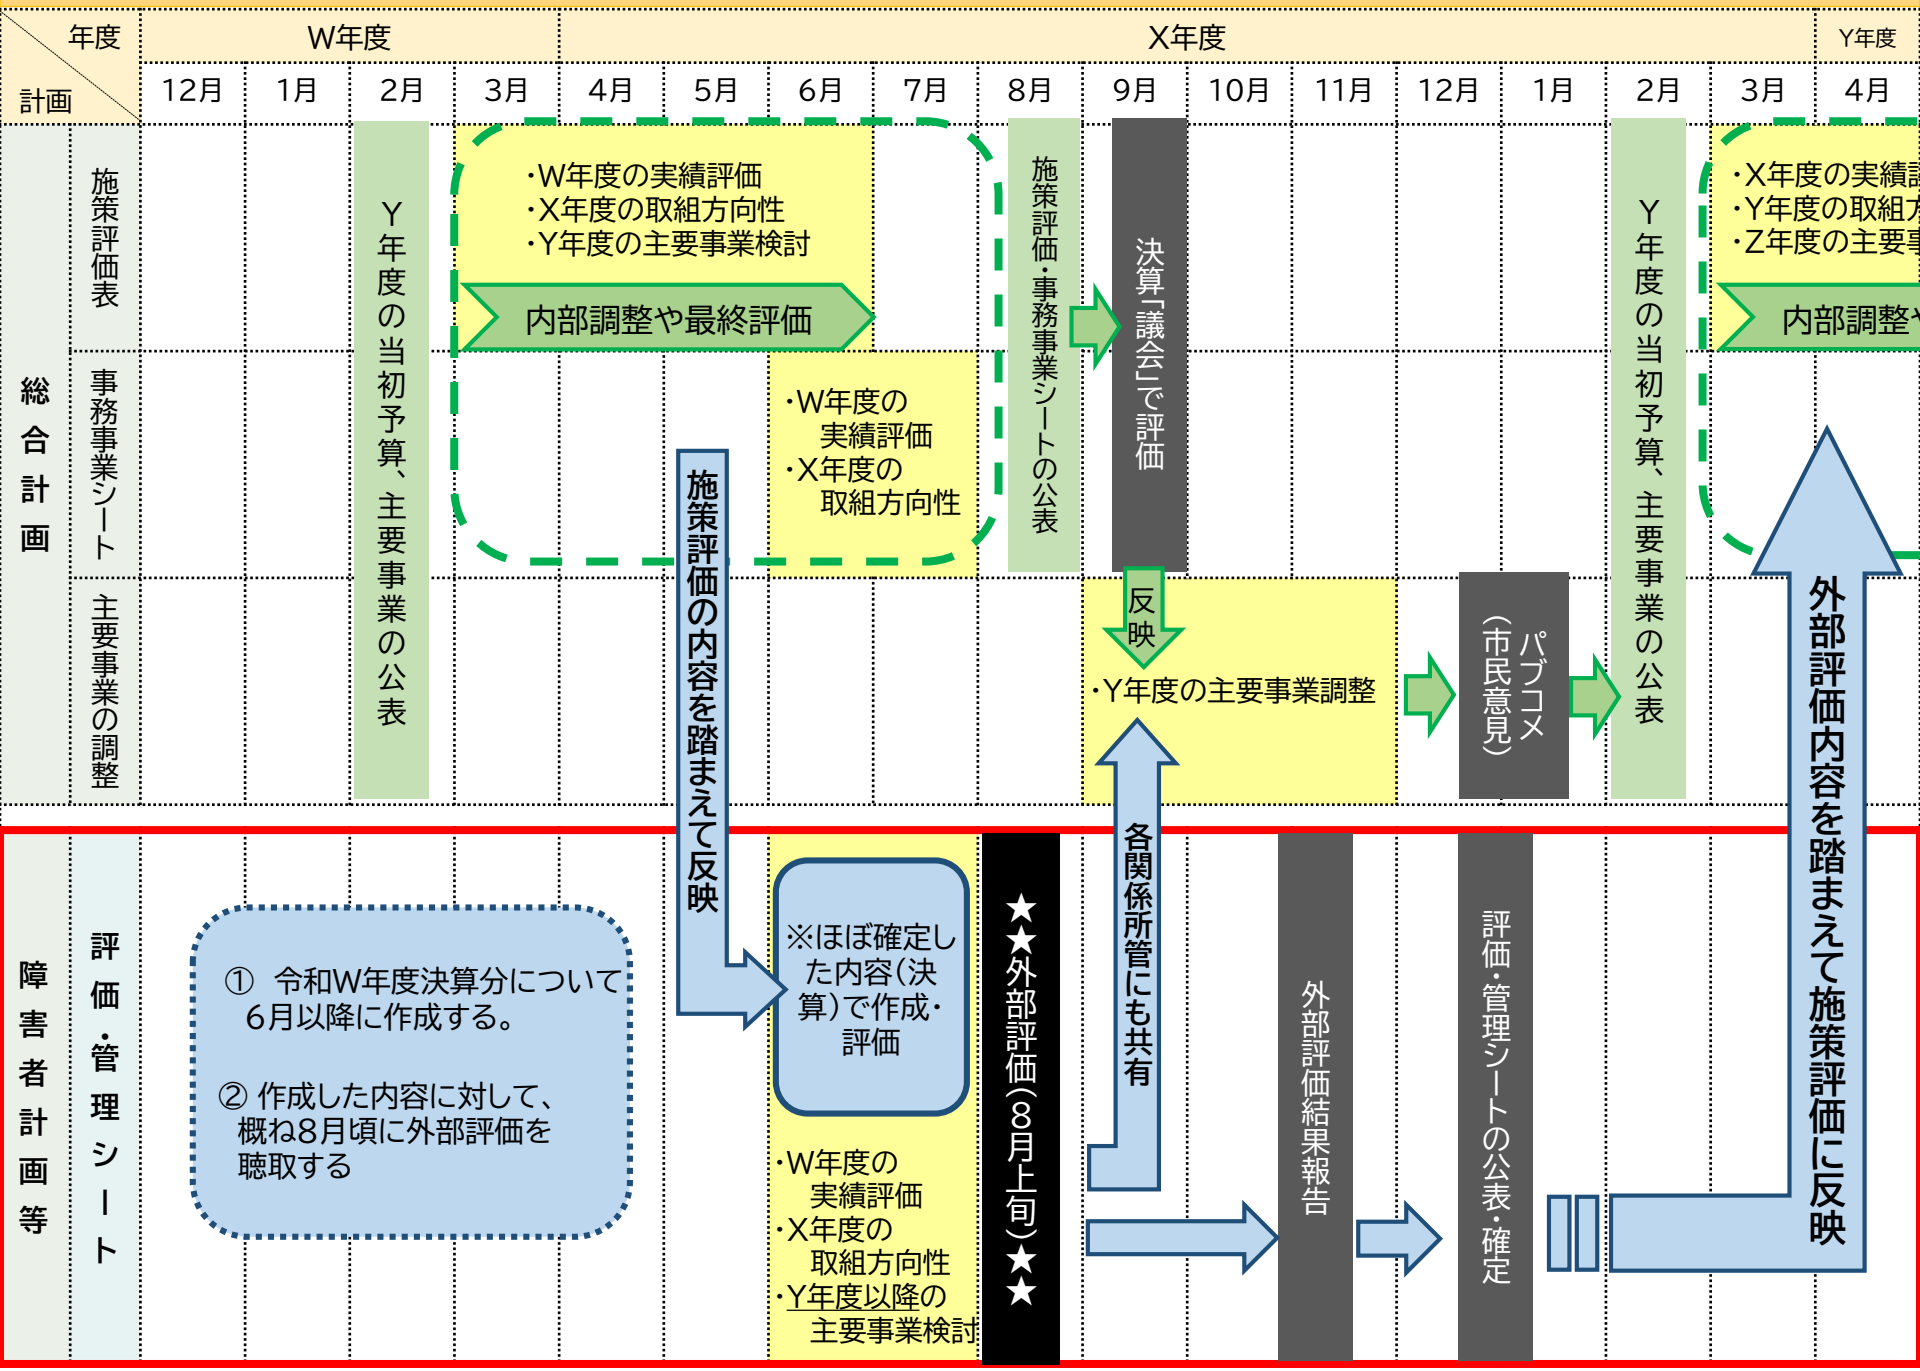 年度
計画
W年度
X年度
Y年度
12月
1月
2月
3月
4月
5月
6月
7月
8月
9月
10月
11月
12月
1月
2月
3月
4月
総合計画
施策評価表
事務事業シート
主要事業の調整
Y年度の当初予算、主要事業の公表
・W年度の実績評価
・X年度の取組方向性
・Y年度の主要事業検討
内部調整や最終評価
・W年度の
実績評価
・X年度の
取組方向性
施策評価の内容を踏まえて反映
施策評価・事務事業シートの公表
決算「議会」で評価
反
映
・Y年度の主要事業調整
パブコメ
（市民意見）
Y年度の当初予算、主要事業の公表
・X年度の実績
・Y年度の取組
・Z年度の主要
内部調整
外部評価内容を踏まえて施策評価に反映
各関係所管にも共有
障害者計画等
評価・管理シート
① 令和W年度決算分について
6月以降に作成する。
② 作成した内容に対して、
概ね8月頃に外部評価を
聴取する
※ほぼ確定し
た内容(決
算)で作成・
評価
・W年度の
実績評価
・X年度の
取組方向性
・Y年度以降の
主要事業検討
★★外部評価(8月上旬)★★
外部評価結果報告
評価・管理シートの公表・確定